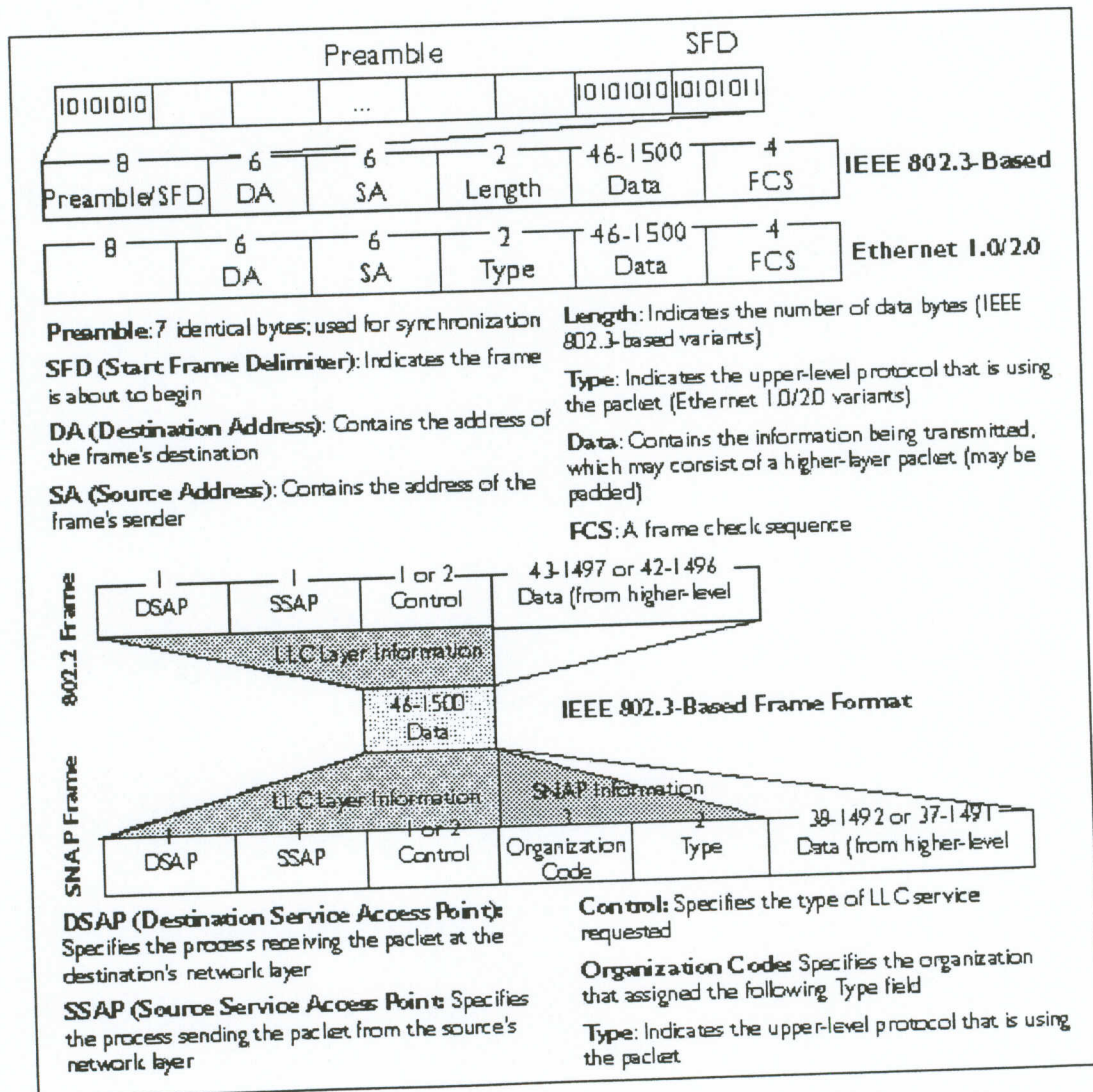 Preamble SFD
10101010 ... 10101010 10101011
8 6 6 2 46-1500 4
Preamble/SFD DA SA Length Data FCS
IEEE 802.3-Based
8 6 6 2 46-1500 4
DA SA Type Data FCS
Ethernet 1.0/2.0
Preamble: 7 identical bytes; used for synchronization
SFD (Start Frame Delimiter): Indicates the frame
is about to begin
DA (Destination Address): Contains the address of
the frame's destination
SA (Source Address): Contains the address of the
frame's sender
Length: Indicates the number of data bytes (IEEE
802.3-based variants)
Type: Indicates the upper-level protocol that is using
the packet (Ethernet 1.0/2.0 variants)
Data: Contains the information being transmitted,
which may consist of a higher-layer packet (may be
padded)
FCS: A frame check sequence
802.2 Frame
1 1 1 or 2 43-1497 or 42-1496
DSAP SSAP Control Data (from higher-level
LLC Layer Information
46-1500
Data
IEEE 802.3-Based Frame Format
SNAP Frame
LLC Layer Information SNAP Information
1 1 1 or 2 3 2 38-1492 or 37-1491
DSAP SSAP Control Organization Type Data (from higher-level
Code
DSAP (Destination Service Access Point):
Specifies the process receiving the packet at the
destination's network layer
SSAP (Source Service Access Point: Specifies
the process sending the packet from the source's
network layer
Control: Specifies the type of LLC service
requested
Organization Code: Specifies the organization
that assigned the following Type field
Type: Indicates the upper-level protocol that is using
the packet